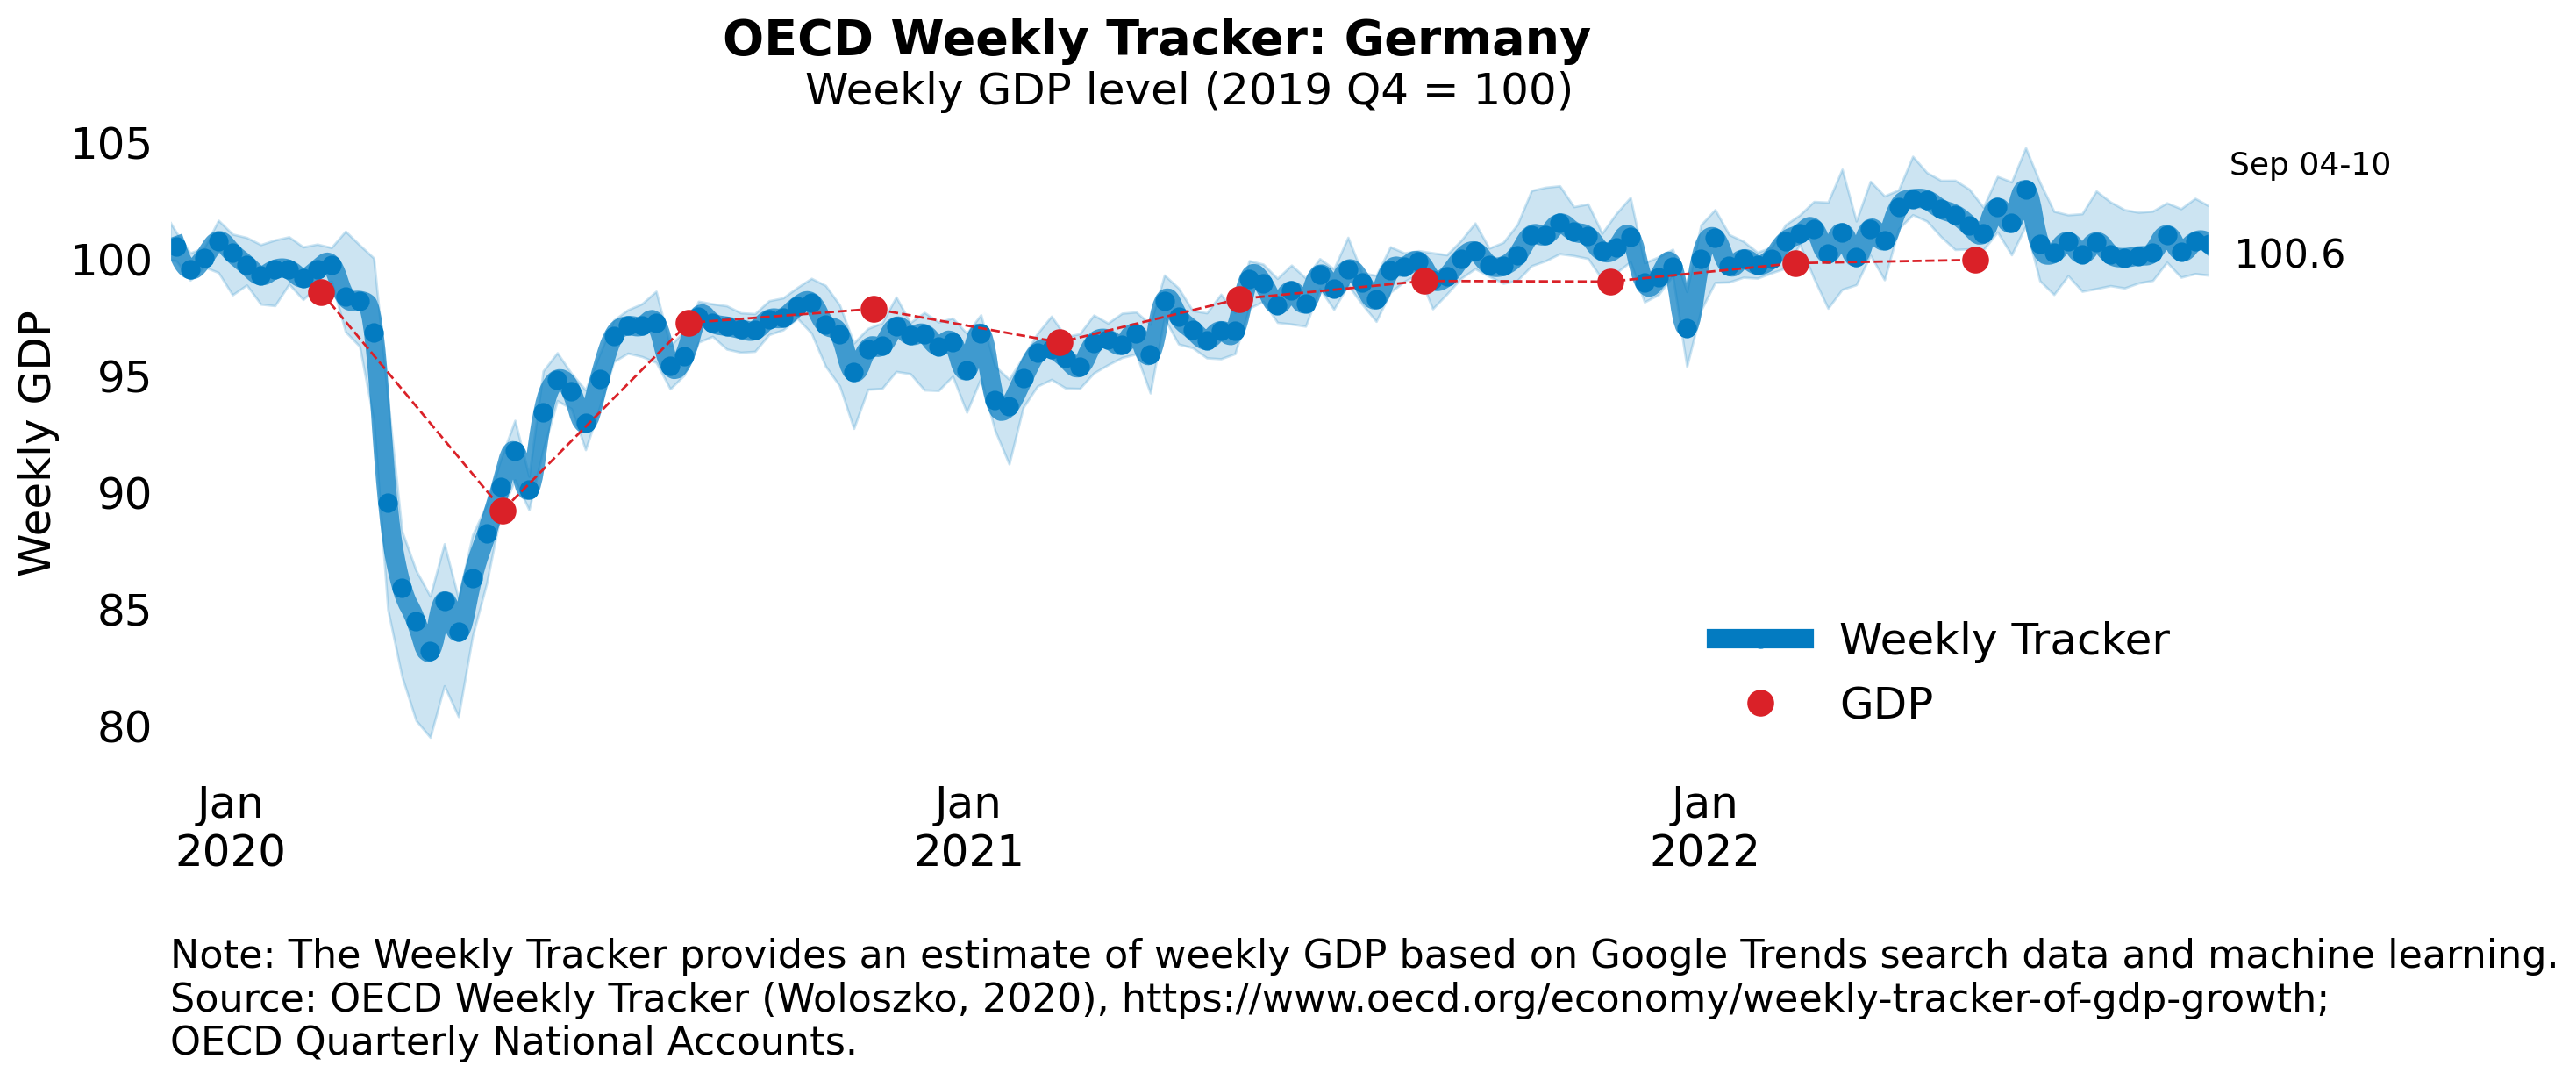 OECD Weekly Tracker: Germany
Weekly GDP level (2019 Q4 = 100)
105
100
95
90
85
80
Weekly GDP
Sep 04-10
100.6
Weekly Tracker
GDP
Jan
2020
Jan
2021
Jan
2022
Note: The Weekly Tracker provides an estimate of weekly GDP based on Google Trends search data and machine learning.
Source: OECD Weekly Tracker (Woloszko, 2020), https://www.oecd.org/economy/weekly-tracker-of-gdp-growth;
OECD Quarterly National Accounts.